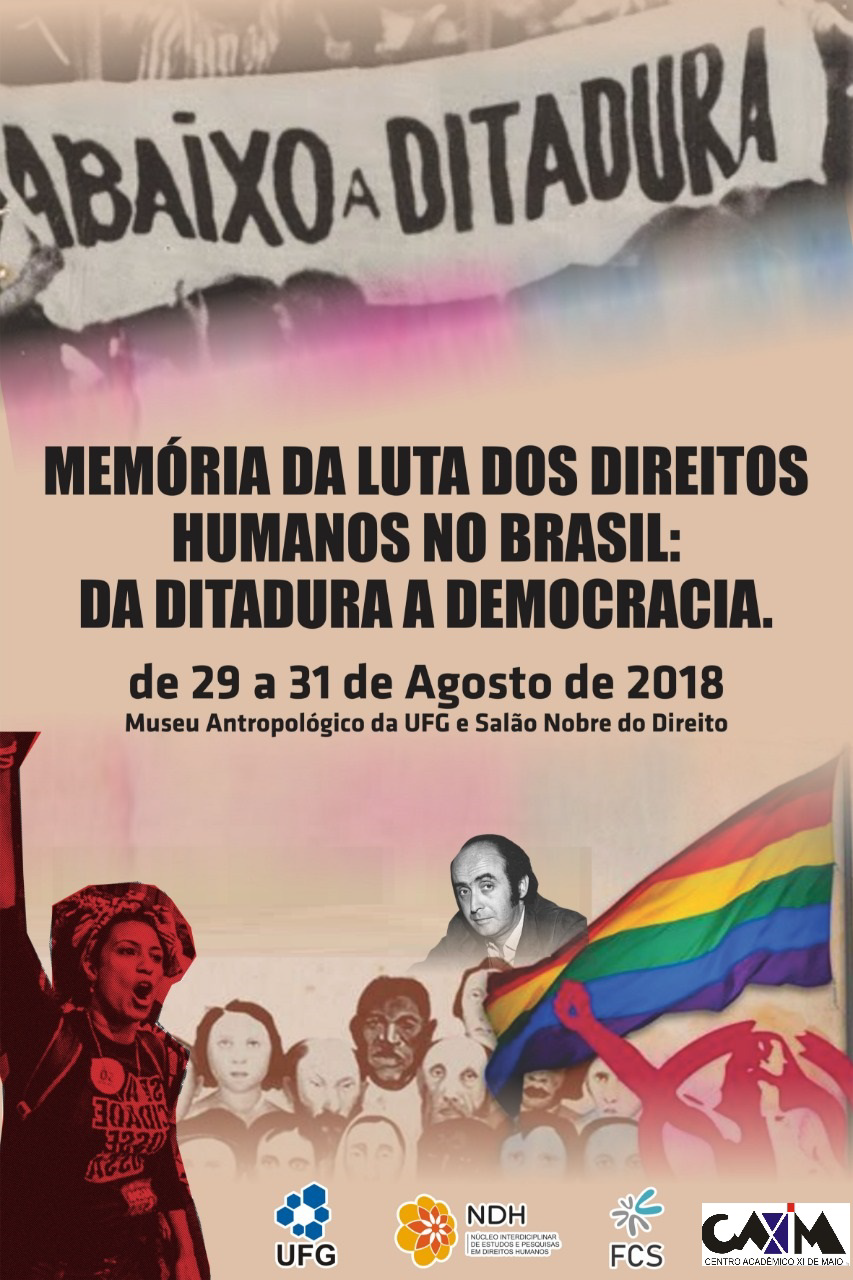 ABAIXO A DITADURA
MEMÓRIA DA LUTA DOS DIREITOS
HUMANOS NO BRASIL:
DA DITADURA A DEMOCRACIA.
de 29 a 31 de Agosto de 2018
Museu Antropológico da UFG e Salão Nobre do Direito
UFG
NDH
NÚCLEO INTERDICIPLINAR
DE ESTUDOS E PESQUISAS
EM DIREITOS HUMANOS
FCS
CAXIM
CENTRO ACADÊMICO XI DE MAIO